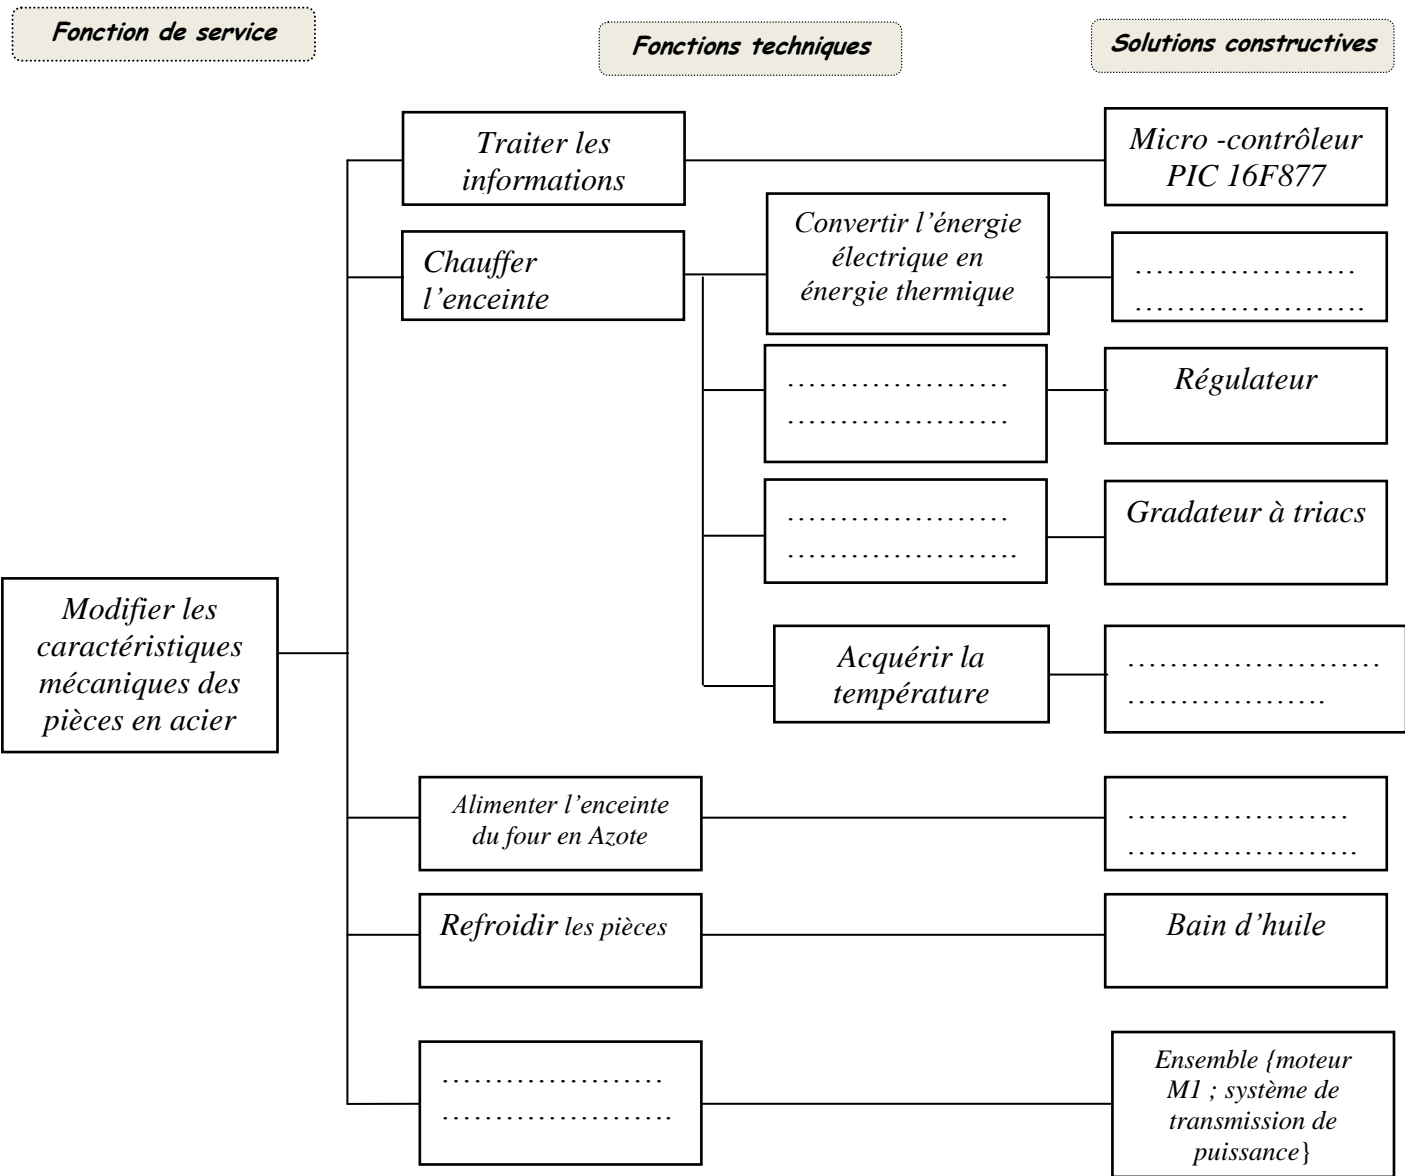 Fonction de service
Fonctions techniques
Solutions constructives
Traiter les
informations
Micro -contrôleur
PIC 16F877
Chauffer
l’enceinte
Convertir l’énergie
électrique en
énergie thermique
…………………
………………….
…………………
…………………
Régulateur
…………………
………………….
Gradateur à triacs
Modifier les
caractéristiques
mécaniques des
pièces en acier
Acquérir la
température
……………………
……………….
Alimenter l’enceinte
du four en Azote
…………………
………………….
Refroidir les pièces
Bain d’huile
…………………
………………….
Ensemble {moteur
M1 ; système de
transmission de
puissance}